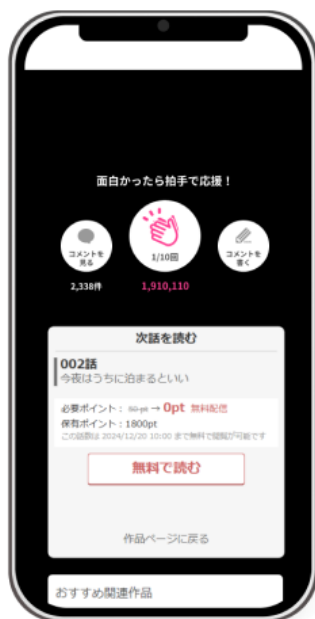 面白かったら拍手で応援！
コメントを
見る
1/10回
コメントを
書く
2,338件
1,910,110
次話を読む
002話
今夜はうちに泊まるといい
必要ポイント： 50 pt → 0pt 無料配信
保有ポイント：1800pt
この話数は 2024/12/20 10:00 まで無料で閲覧が可能です
無料で読む
作品ページに戻る
おすすめ関連作品